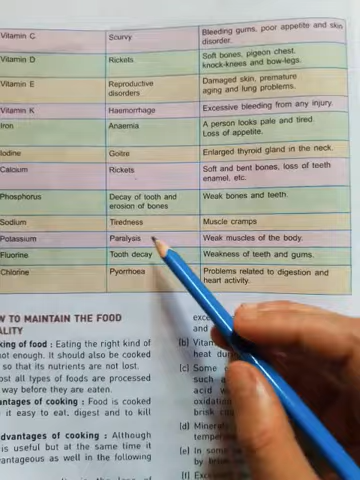 Vitamin C Scurvy Bleeding gums, poor appetite and skin
disorder.
Vitamin D Rickets Soft bones, pigeon chest,
knock-knees and bow-legs.
Vitamin E Reproductive Damaged skin, premature
disorders aging and lung problems.
Vitamin K Haemorrhage Excessive bleeding from any injury.
Iron Anaemia A person looks pale and tired.
Loss of appetite.
Iodine Goitre Enlarged thyroid gland in the neck.
Calcium Rickets Soft and bent bones, loss of teeth
enamel, etc.
Phosphorus Decay of tooth and Weak bones and teeth.
erosion of bones
Sodium Tiredness Muscle cramps
Potassium Paralysis Weak muscles of the body.
Fluorine Tooth decay Weakness of teeth and gums.
Chlorine Pyorrhoea Problems related to digestion and
heart activity.
W TO MAINTAIN THE FOOD
ALITY
king of food : Eating the right kind of
not enough. It should also be cooked
so that its nutrients are not lost.
ost all types of foods are processed
way before they are eaten.
antages of cooking : Food is cooked
it easy to eat, digest and to kill
advantages of cooking : Although
is useful but at the same time it
vantageous as well in the following
exce
and
(b) Vitam
heat durin
(c) Some
such a
acid w
oxidation
brisk co
(d) Minerals
temperat
(e) In some
by
(f) Excessi